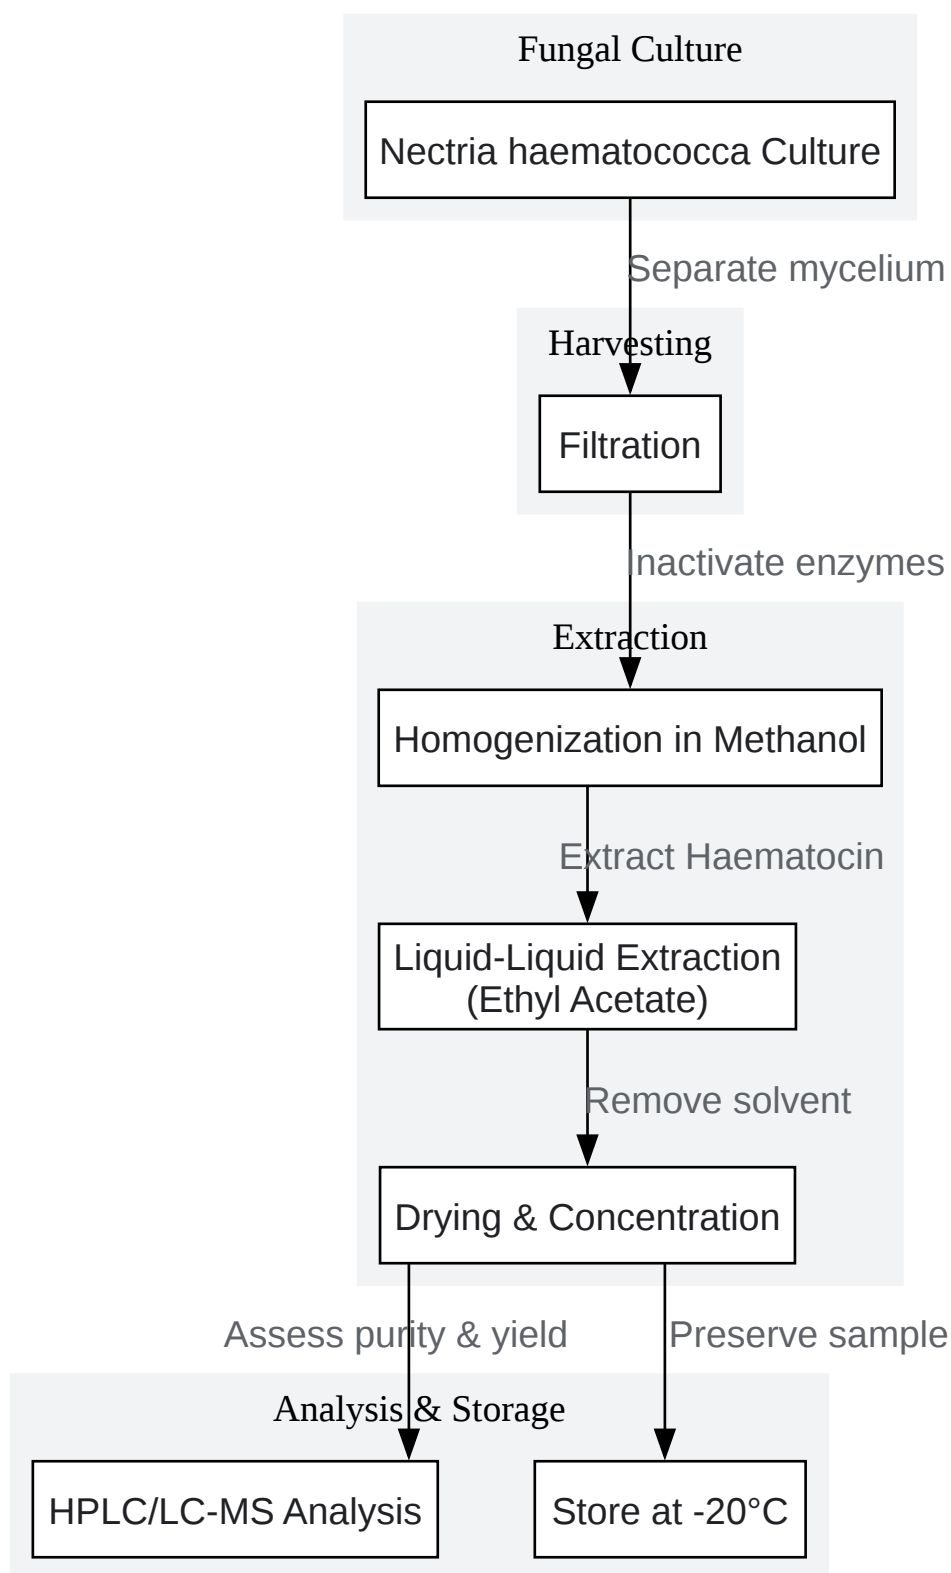 Fungal Culture
Nectria haematococca Culture
Separate mycelium
Harvesting
Filtration
Inactivate enzymes
Extraction
Homogenization in Methanol
Extract Haematocin
Liquid-Liquid Extraction
(Ethyl Acetate)
Remove solvent
Drying & Concentration
Assess purity & yield
Preserve sample
Analysis & Storage
HPLC/LC-MS Analysis
Store at -20°C